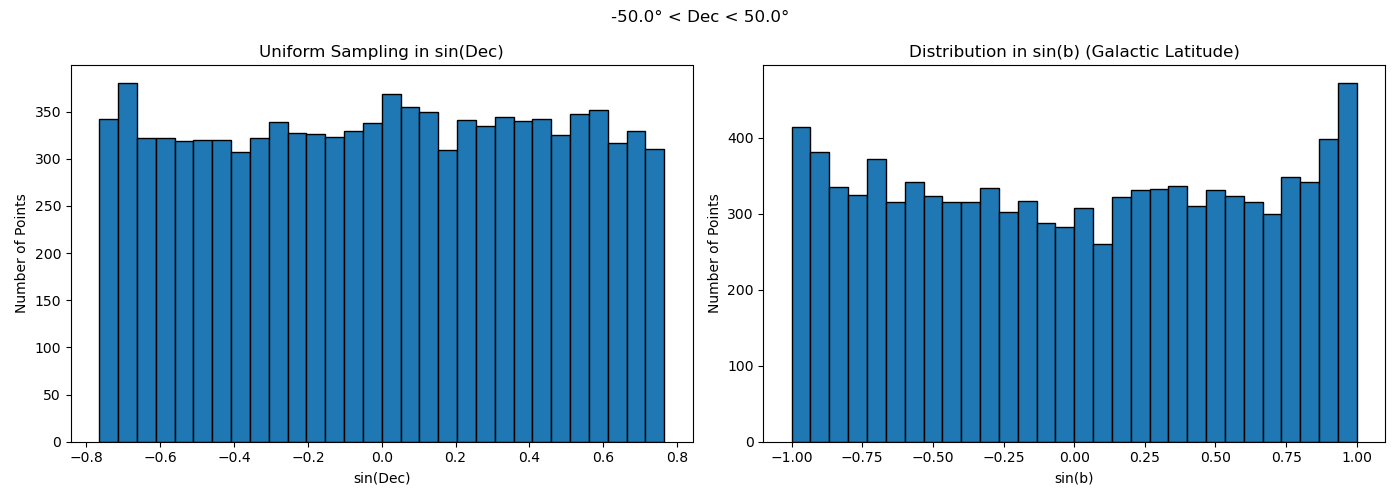 -50.0° < Dec < 50.0°
Uniform Sampling in sin(Dec)
Number of Points
350
300
250
200
150
100
50
0
−0.8 −0.6 −0.4 −0.2 0.0 0.2 0.4 0.6 0.8
sin(Dec)
Distribution in sin(b) (Galactic Latitude)
Number of Points
400
300
200
100
0
−1.00 −0.75 −0.50 −0.25 0.00 0.25 0.50 0.75 1.00
sin(b)